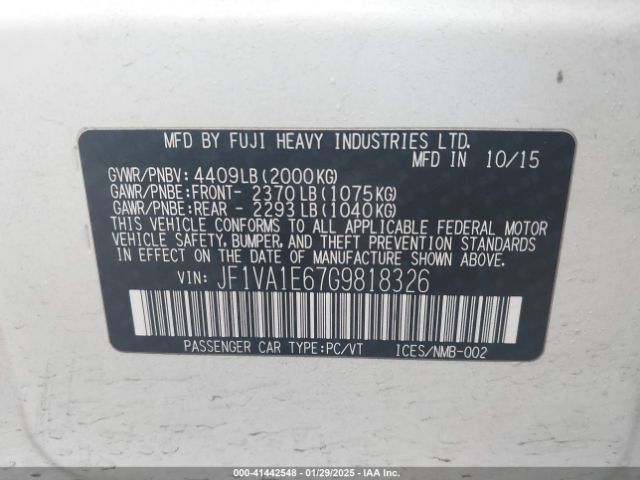 MFD BY FUJI HEAVY INDUSTRIES LTD.
MFD IN 10/15
GVWR/PNBV: 4409LB(2000KG)
GAWR/PNBE:FRONT- 2370LB(1075KG)
GAWR/PNBE:REAR - 2293LB(1040KG)
THIS VEHICLE CONFORMS TO ALL APPLICABLE FEDERAL MOTOR
VEHICLE SAFETY, BUMPER, AND THEFT PREVENTION STANDARDS
IN EFFECT ON THE DATE OF MANUFACTURE SHOWN ABOVE.
VIN: JF1VA1E67G9818326
PASSENGER CAR TYPE:PC/VT ICES/NMB-002
000-41442548 - 01/29/2025 - IAA Inc.